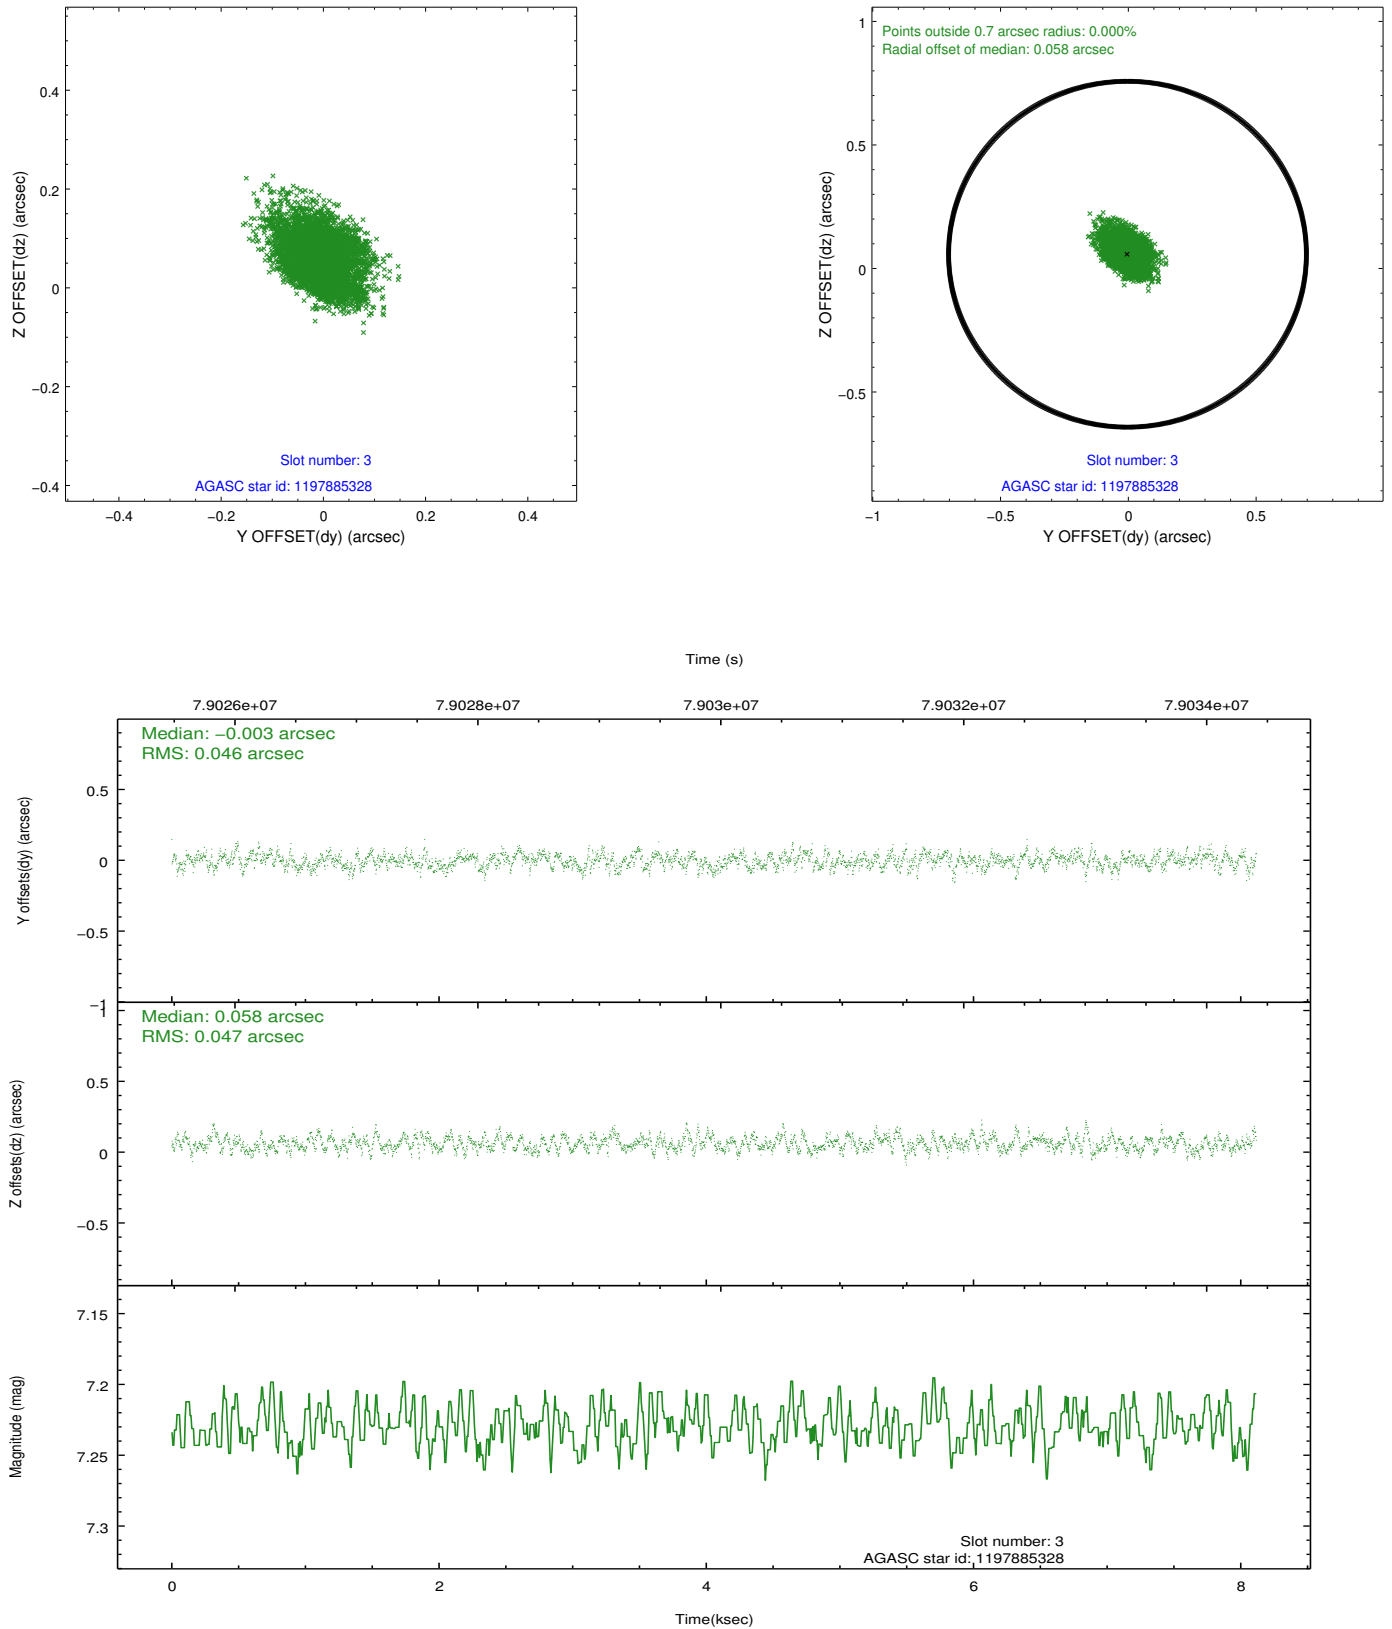 0.4
0.2
0
−0.2
−0.4
Z OFFSET(dz) (arcsec)
Slot number: 3
AGASC star id: 1197885328
−0.4
−0.2
0
0.2
0.4
Y OFFSET(dy) (arcsec)
1
0.5
0
−0.5
Z OFFSET(dz) (arcsec)
Points outside 0.7 arcsec radius: 0.000%
Radial offset of median: 0.058 arcsec
Slot number: 3
AGASC star id: 1197885328
−1
−0.5
0
0.5
Y OFFSET(dy) (arcsec)
Time (s)
7.9026e+07
7.9028e+07
7.903e+07
7.9032e+07
7.9034e+07
Median: −0.003 arcsec
RMS: 0.046 arcsec
0.5
0
−0.5
−1
Y offsets(dy) (arcsec)
Median: 0.058 arcsec
RMS: 0.047 arcsec
1
0.5
0
−0.5
Z offsets(dz) (arcsec)
7.15
7.2
7.25
7.3
Magnitude (mag)
Slot number: 3
AGASC star id: 1197885328
0
2
4
6
8
Time(ksec)